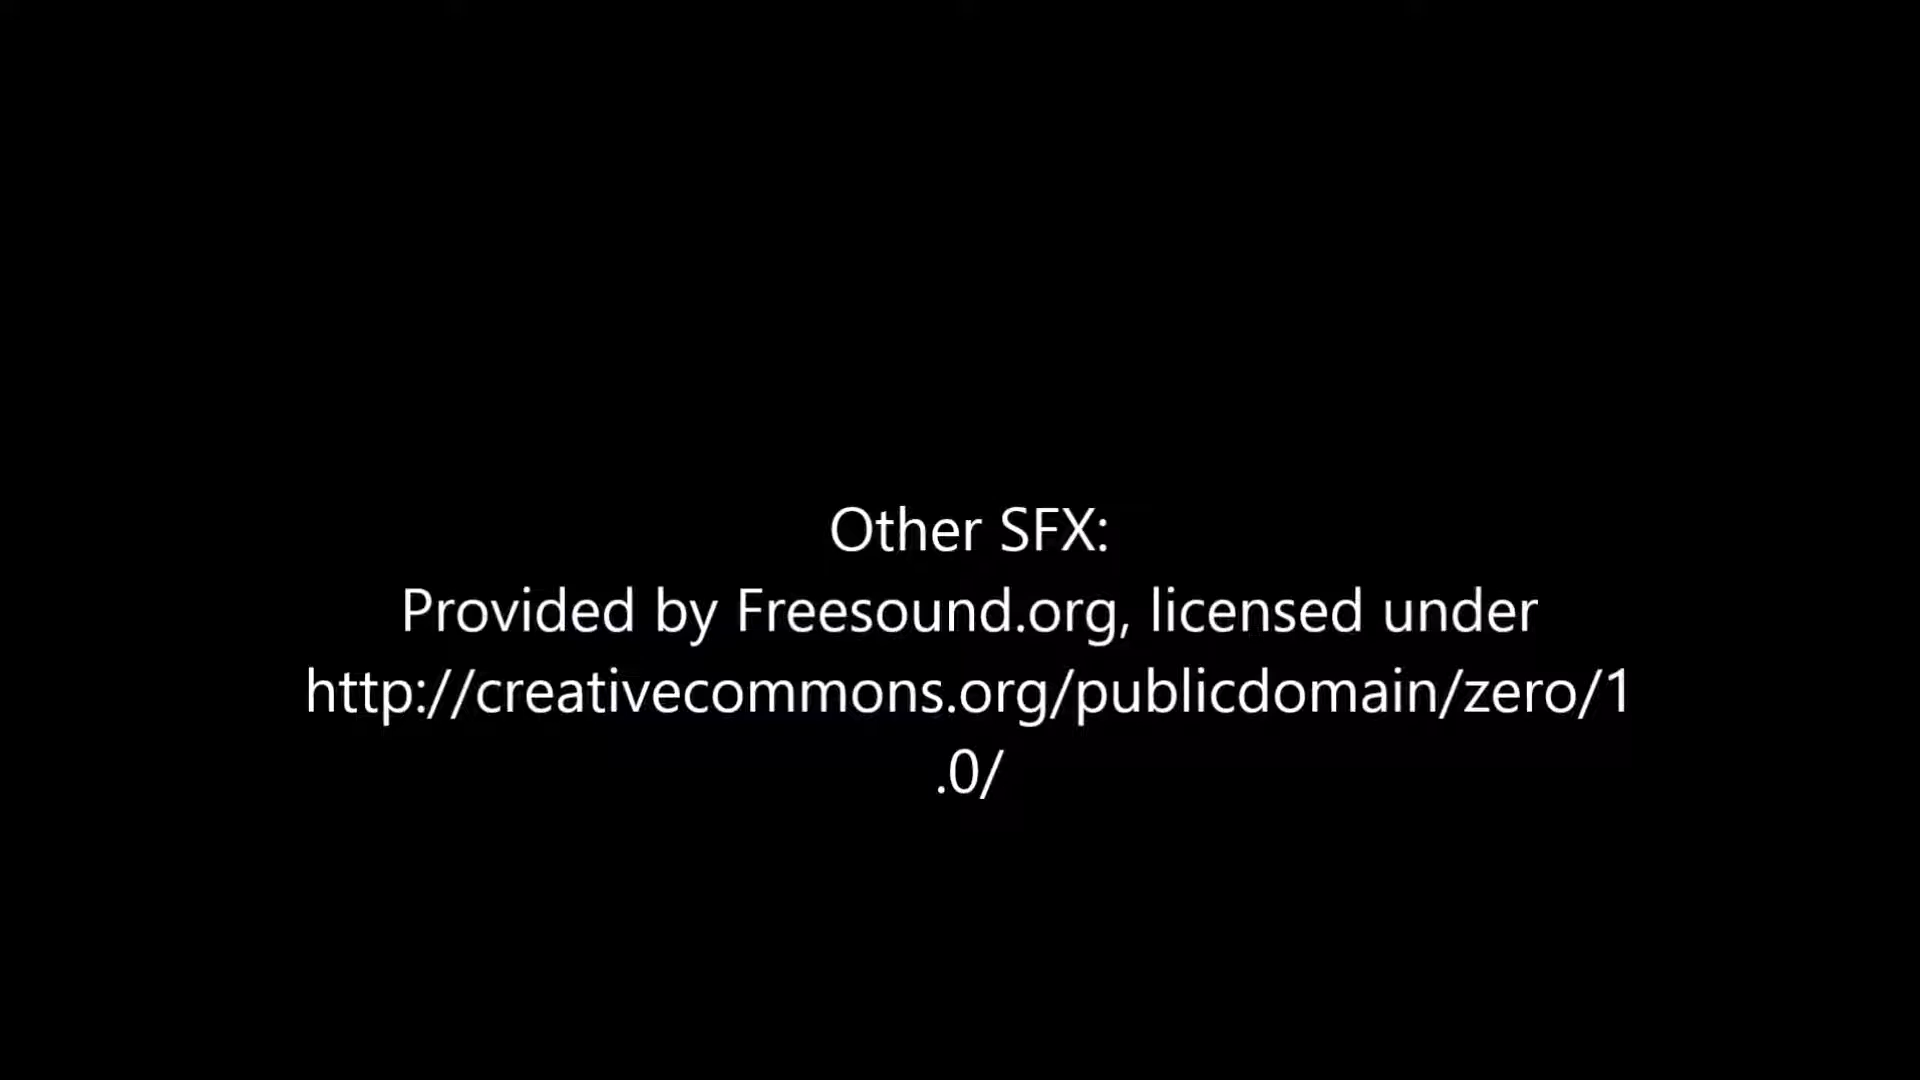 Other SFX:
Provided by Freesound.org, licensed under
http://creativecommons.org/publicdomain/zero/1
.0/